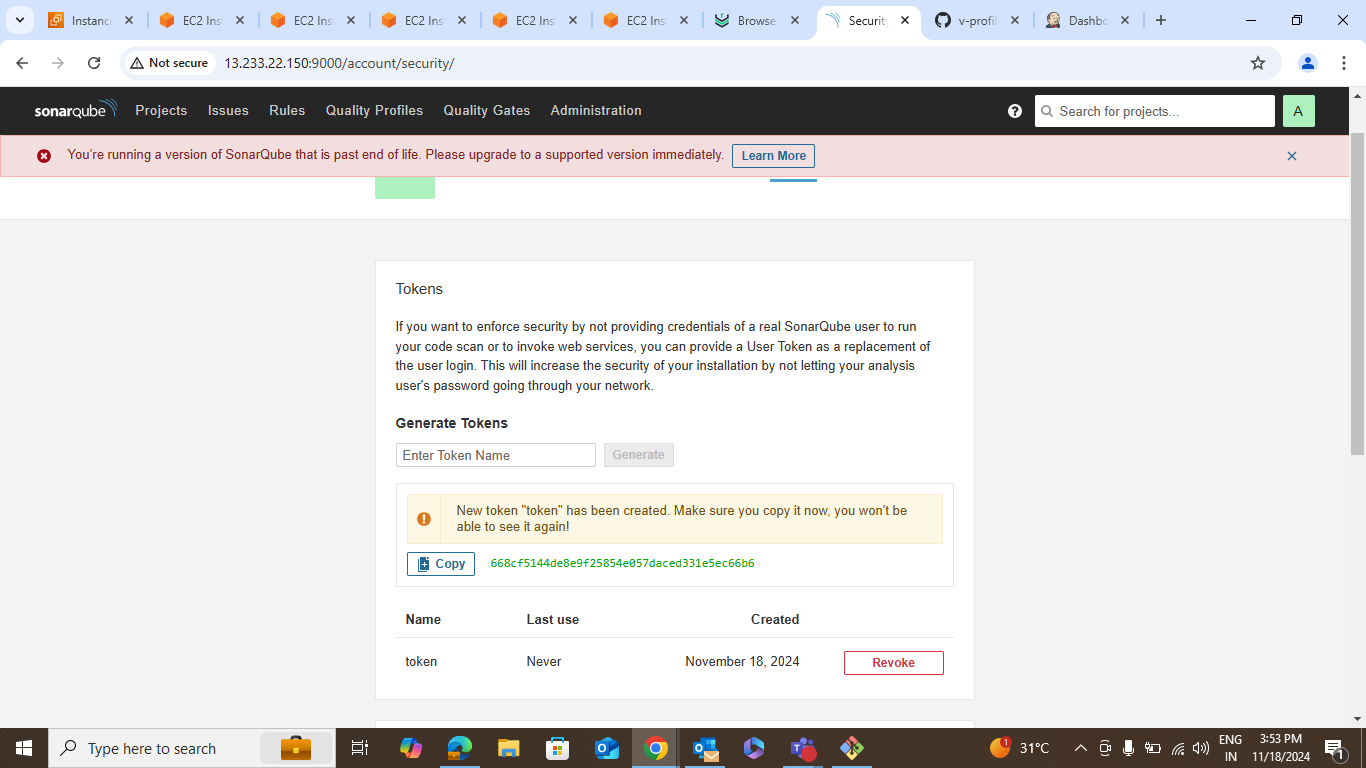 Instance
EC2 Ins
EC2 Ins
EC2 Ins
EC2 Ins
EC2 Ins
Browse
Security
v-profil
Dashbo
Not secure
13.233.22.150:9000/account/security/
sonarqube
Projects
Issues
Rules
Quality Profiles
Quality Gates
Administration
?
Search for projects...
A
You're running a version of SonarQube that is past end of life. Please upgrade to a supported version immediately.
Learn More
Tokens
If you want to enforce security by not providing credentials of a real SonarQube user to run
your code scan or to invoke web services, you can provide a User Token as a replacement of
the user login. This will increase the security of your installation by not letting your analysis
user's password going through your network.
Generate Tokens
Enter Token Name
Generate
New token "token" has been created. Make sure you copy it now, you won't be
able to see it again!
Copy
668cf5144de8e9f25854e057daced331e5ec66b6
Name
Last use
Created
token
Never
November 18, 2024
Revoke
Type here to search
1
31°C
ENG
IN
3:53 PM
11/18/2024
1